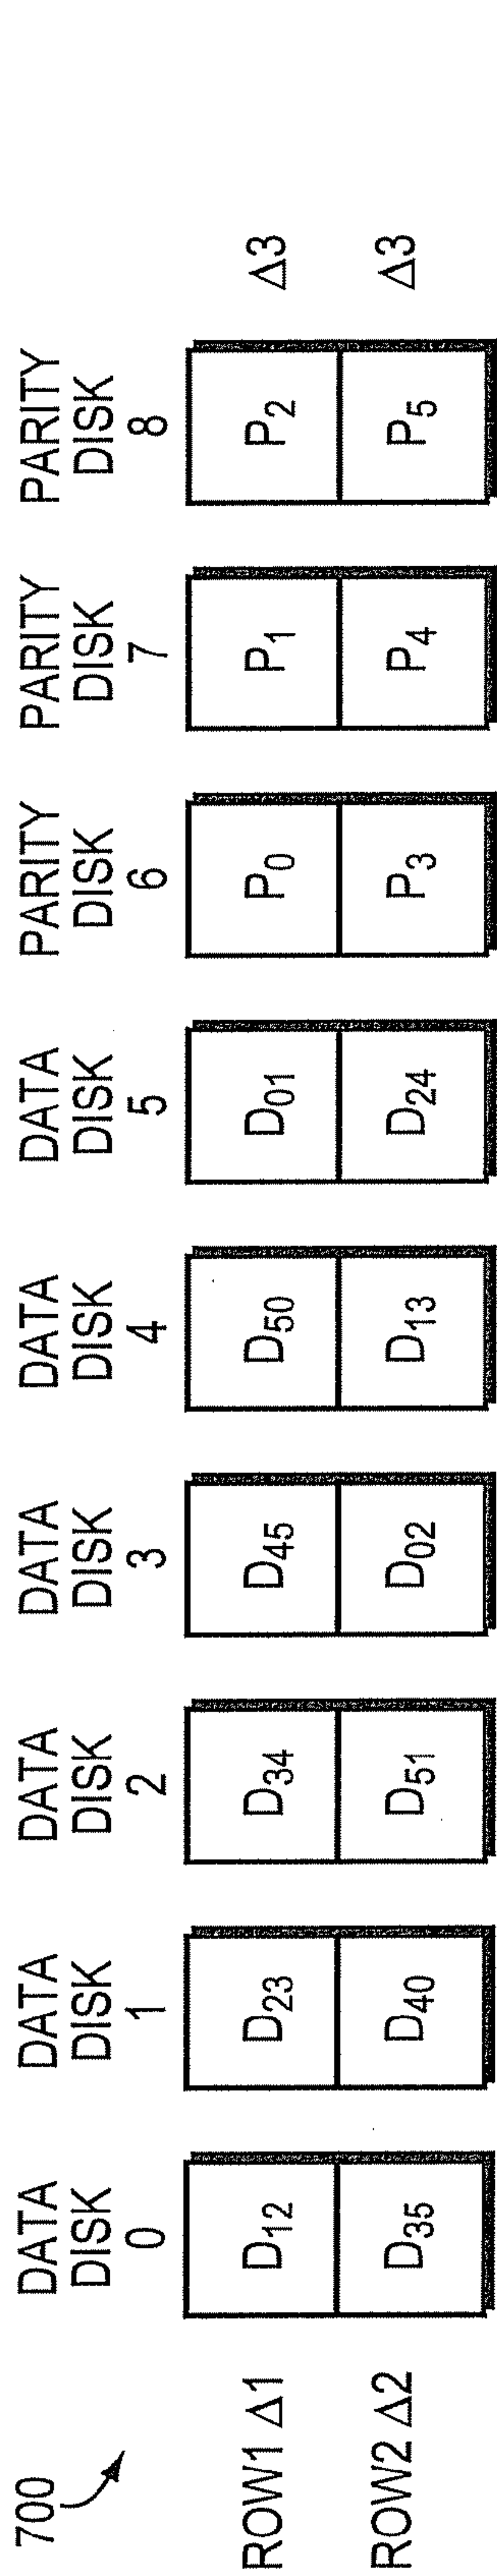 700
DATA DISK 0 DATA DISK 1 DATA DISK 2 DATA DISK 3 DATA DISK 4 DATA DISK 5 PARITY DISK 6 PARITY DISK 7 PARITY DISK 8
ROW1 Δ1 D12 D23 D34 D45 D50 D01 P0 P1 P2 Δ3
ROW2 Δ2 D35 D40 D51 D02 D13 D24 P3 P4 P5 Δ3